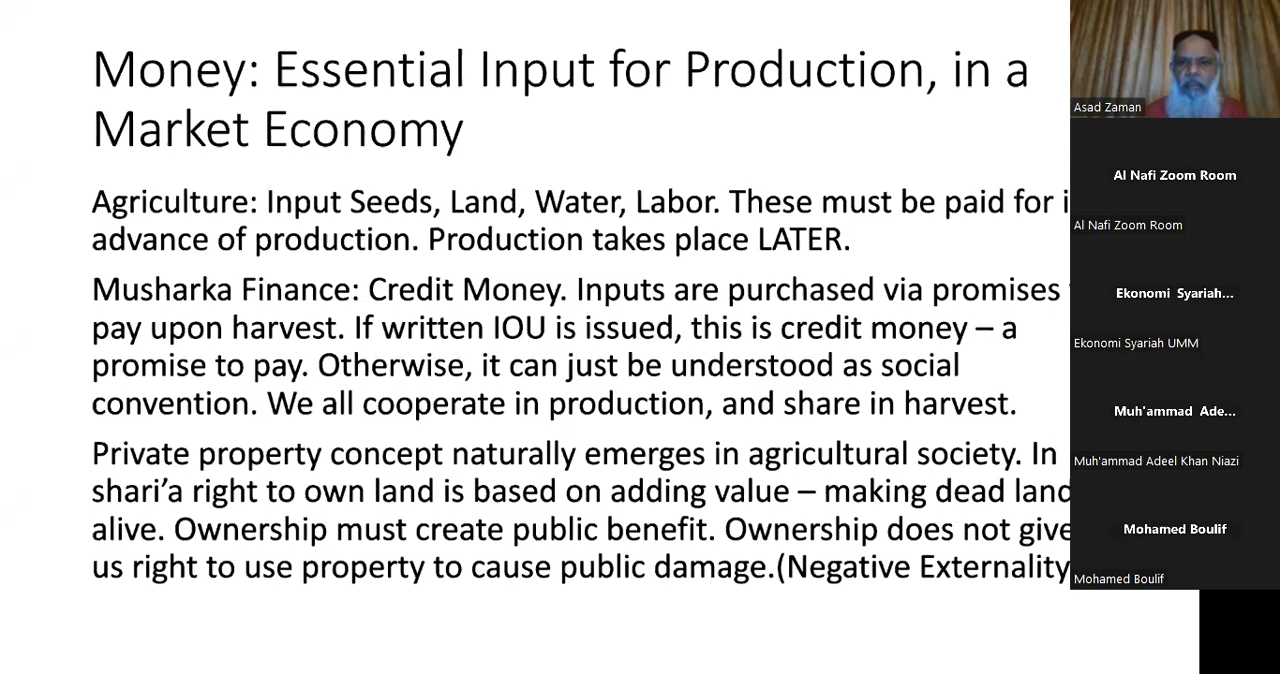 Money: Essential Input for Production, in a
Market Economy
Agriculture: Input Seeds, Land, Water, Labor. These must be paid for i
advance of production. Production takes place LATER.
Musharka Finance: Credit Money. Inputs are purchased via promises
pay upon harvest. If written IOU is issued, this is credit money – a
promise to pay. Otherwise, it can just be understood as social
convention. We all cooperate in production, and share in harvest.
Private property concept naturally emerges in agricultural society. In
shari’a right to own land is based on adding value – making dead land
alive. Ownership must create public benefit. Ownership does not give
us right to use property to cause public damage.(Negative Externality
Asad Zaman
Al Nafi Zoom Room
Al Nafi Zoom Room
Ekonomi Syariah...
Ekonomi Syariah UMM
Muh'ammad Ade...
Muh'ammad Adeel Khan Niazi
Mohamed Boulif
Mohamed Boulif